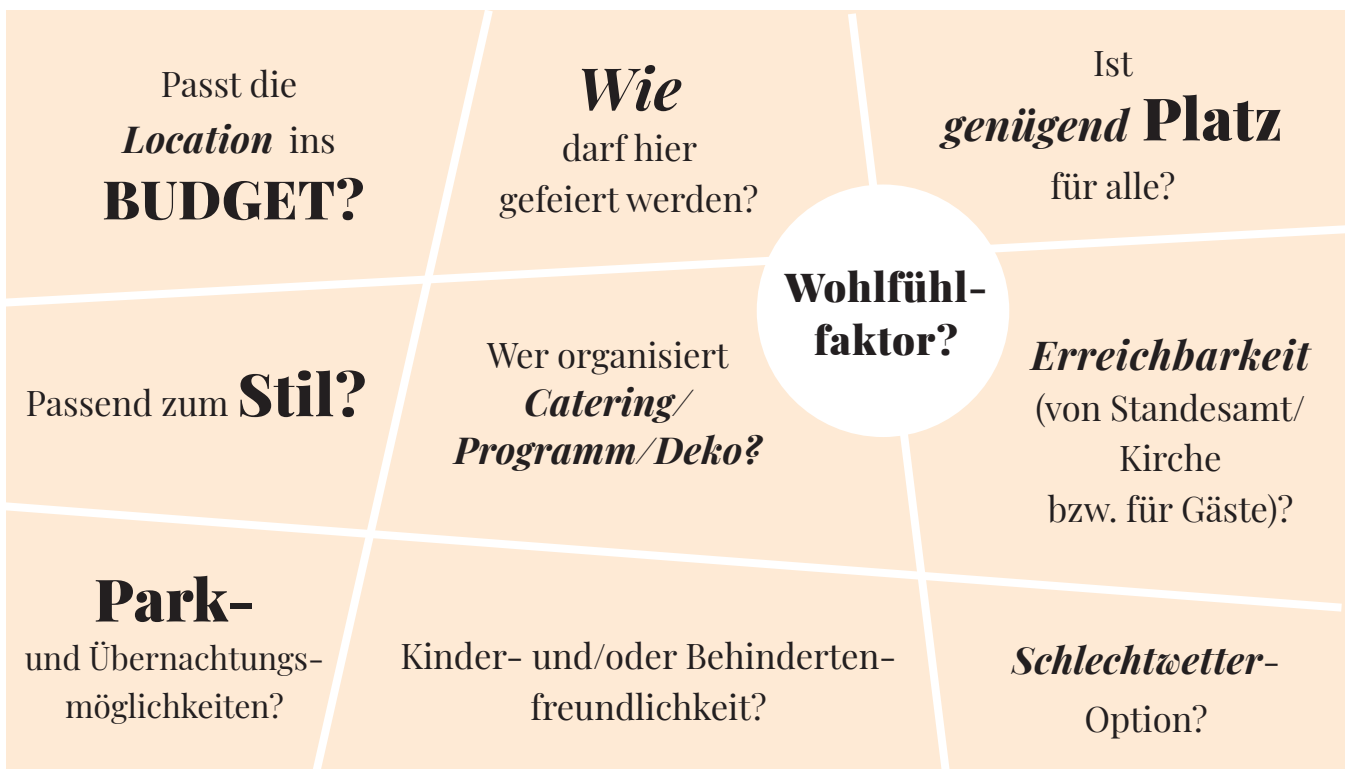 Passt die
Location ins
BUDGET?
Wie
darf hier
gefeiert werden?
Ist
genügend Platz
für alle?
Wohlfühl-
faktor?
Passend zum Stil?
Wer organisiert
Catering/
Programm/Deko?
Erreichbarkeit
(von Standesamt/
Kirche
bzw. für Gäste)?
Park-
und Übernachtungs-
möglichkeiten?
Kinder- und/oder Behinderten-
freundlichkeit?
Schlechtwetter-
Option?